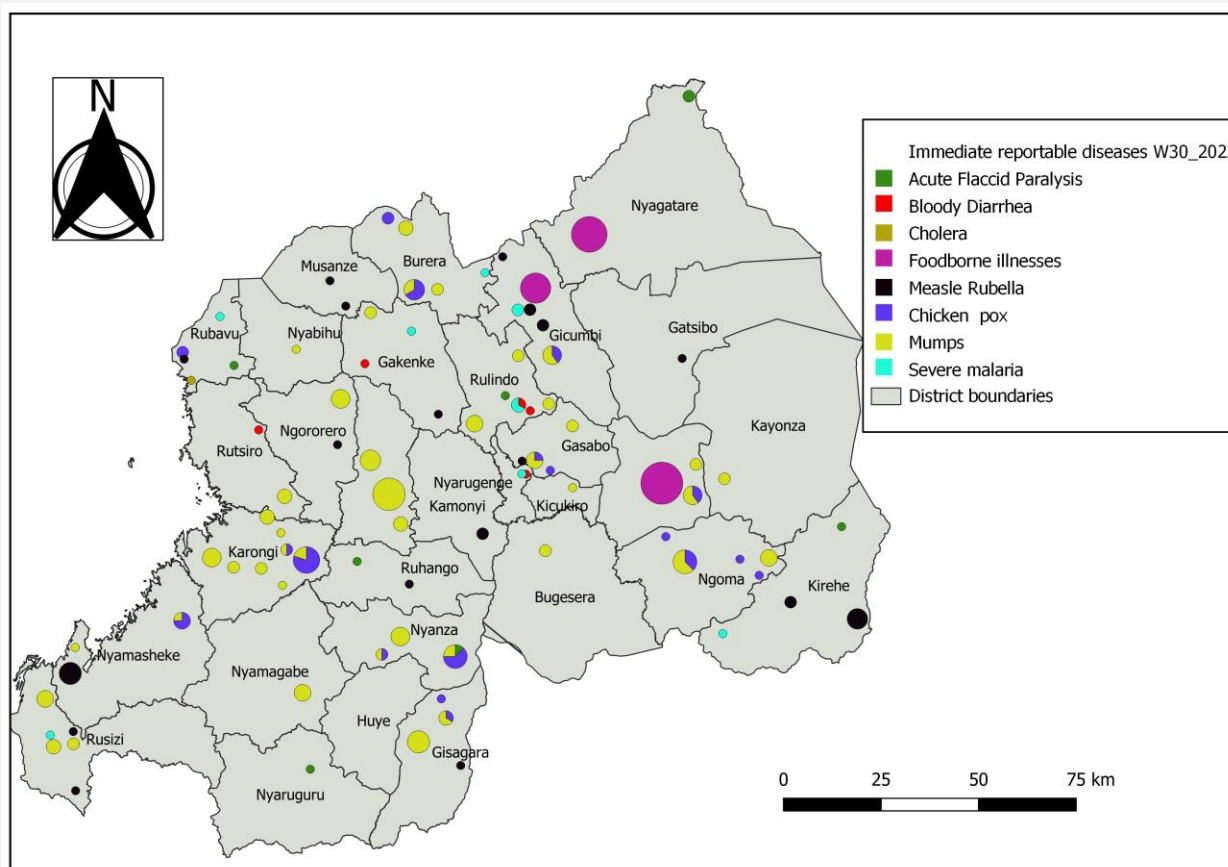 N
Immediate reportable diseases W30_202
Acute Flaccid Paralysis
Bloody Diarrhea
Cholera
Foodborne illnesses
Measle Rubella
Chicken pox
Mumps
Severe malaria
District boundaries
Nyagatare
Burera
Musanze
Rubavu
Nyabihu
Gicumbi
Gatsibo
Gakenke
Rulindo
Kayonza
Ngororero
Rutsiro
Gasabo
Nyarugenge
Kamonyi
Kicukiro
Karongi
Ruhango
Bugesera
Ngoma
Kirehe
Nyanza
Nyamasheke
Nyamagabe
Huye
Rusizi
Gisagara
Nyaruguru
0 25 50 75 km